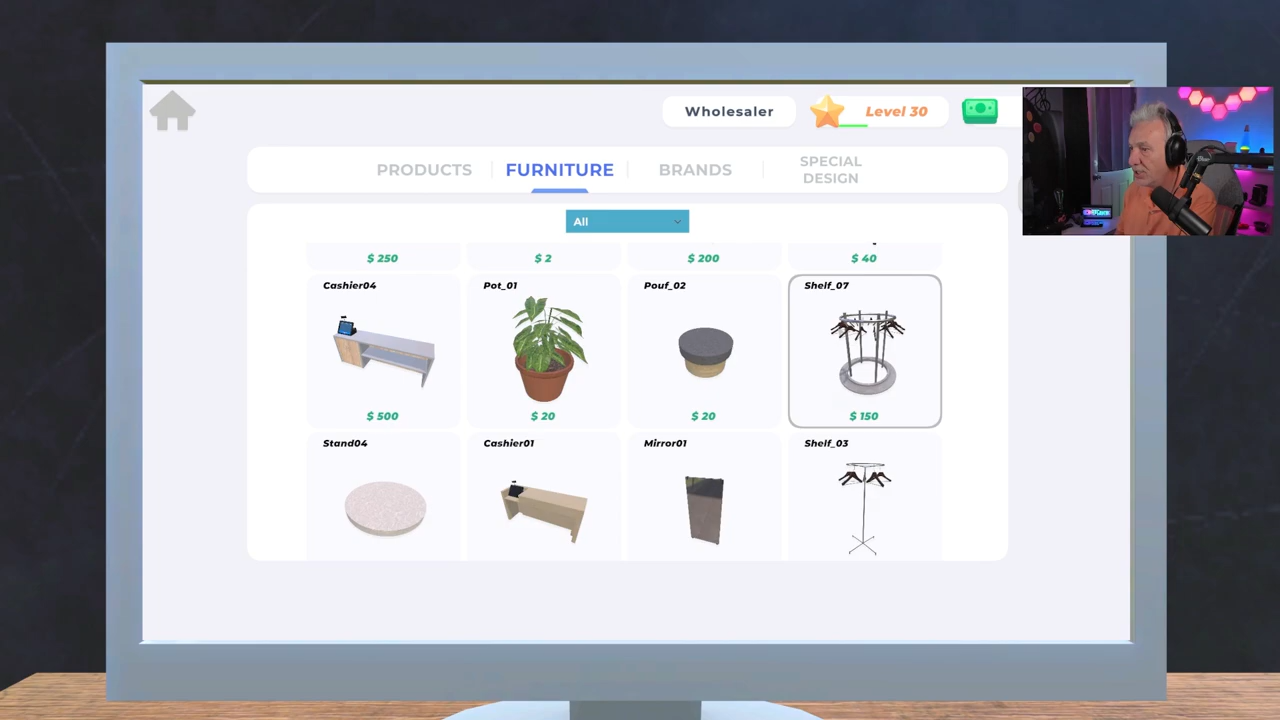 Wholesaler
Level 30
PRODUCTS
FURNITURE
BRANDS
SPECIAL
DESIGN
All
$ 250
$ 2
$ 200
$ 40
Cashier04
Pot_01
Pouf_02
Shelf_07
$ 500
$ 20
$ 20
$ 150
Stand04
Cashier01
Mirror01
Shelf_03